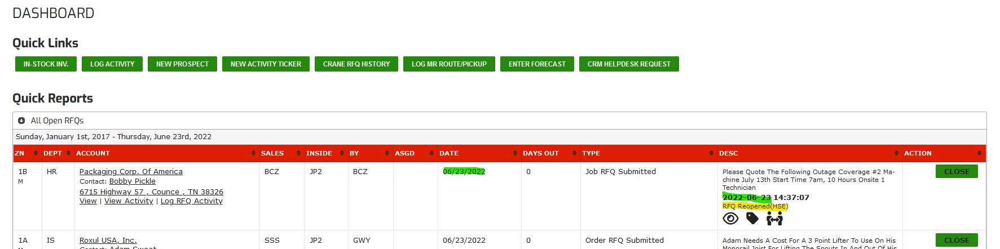 DASHBOARD
Quick Links
IN-STOCK INV. LOG ACTIVITY NEW PROSPECT NEW ACTIVITY TICKER CRANE RFQ HISTORY LOG MR ROUTE/PICKUP ENTER FORECAST CRM HELPDESK REQUEST
Quick Reports
All Open RFQs
Sunday, January 1st, 2017 - Thursday, June 23rd, 2022
ZN DEPT ACCOUNT SALES INSIDE BY ASGD DATE DAYS OUT TYPE DESC ACTION
1B HR Packaging Corp. Of America BCZ JP2 BCZ 06/23/2022 0 Job RFQ Submitted Please Quote The Following Outage Coverage #2 Ma- CLOSE
M Contact: Bobby Pickle chine July 13th Start Time 7am, 10 Hours Onsite 1
6715 Highway 57 , Counce , TN 38326 Technician
View | View Activity | Log RFQ Activity 2022-06-23 14:37:07
RFQ Reopened(HSE)
1A IS Roxul USA, Inc. SSS JP2 GWY 06/23/2022 0 Order RFQ Submitted Adam Needs A Cost For A 3 Point Lifter To Use On His CLOSE
M Contact: Adam Sweat Monorail Joist For Lifting The Spouts In And Out Of His